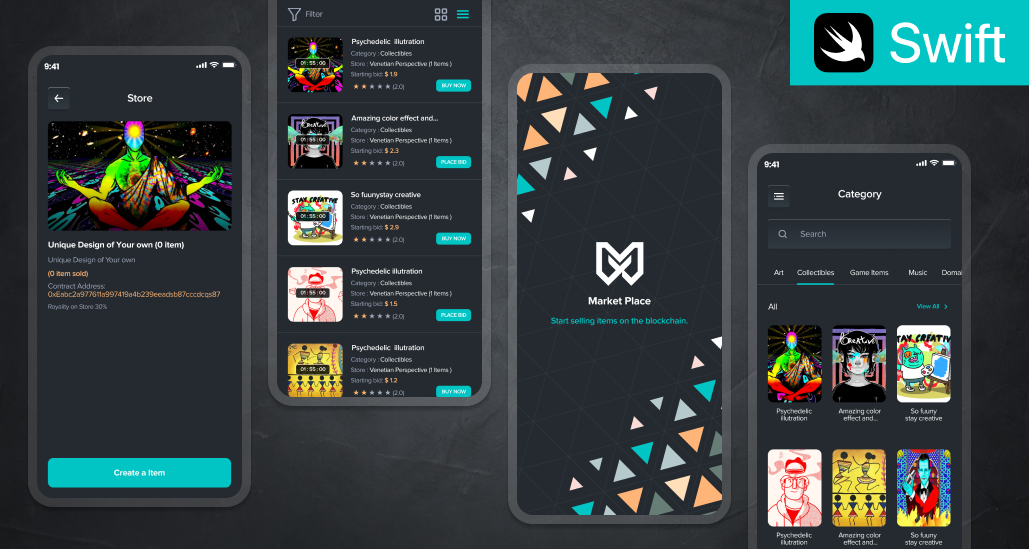 9:41
Store
Unique Design of Your own (0 item)
Unique Design of Your own
(0 item sold)
Contract Address:
0xEabc2a977611a997419a4b239eeadsb87cccdcqs87
Royality on Store 30%
Create a Item
Filter
01 : 55 : 00
Psychedelic illutration
Category : Collectibles
Store : Venetian Perspective (1 Items )
Starting bid: $ 1.9
(2.0)
BUY NOW
CREATIVE
01 : 55 : 00
Amazing color effect and...
Category : Collectibles
Store : Venetian Perspective (1 Items )
Starting bid: $ 2.3
(2.0)
PLACE BID
STAY CREATIVE
01 : 55 : 00
So fuunystay creative
Category : Collectibles
Store : Venetian Perspective (1 Items )
Starting bid: $ 2.9
(2.0)
BUY NOW
01 : 55 : 00
Psychedelic illutration
Category : Collectibles
Store : Venetian Perspective (1 Items )
Starting bid: $ 1.5
(2.0)
PLACE BID
01 : 55 : 00
Psychedelic illutration
Category : Collectibles
Store : Venetian Perspective (1 Items )
Starting bid: $ 1.2
(2.0)
BUY NOW
Market Place
Start selling items on the blockchain.
Swift
9:41
Category
Search
Art Collectibles Game Items Music Domai
All
View All
CREATIVE
STAY CREATIVE
Psychedelic
illutration
Amazing color
effect and...
So fuuny
stay creative
Psychedelic
illutration
Amazing color
effect and...
So fuuny
stay creative